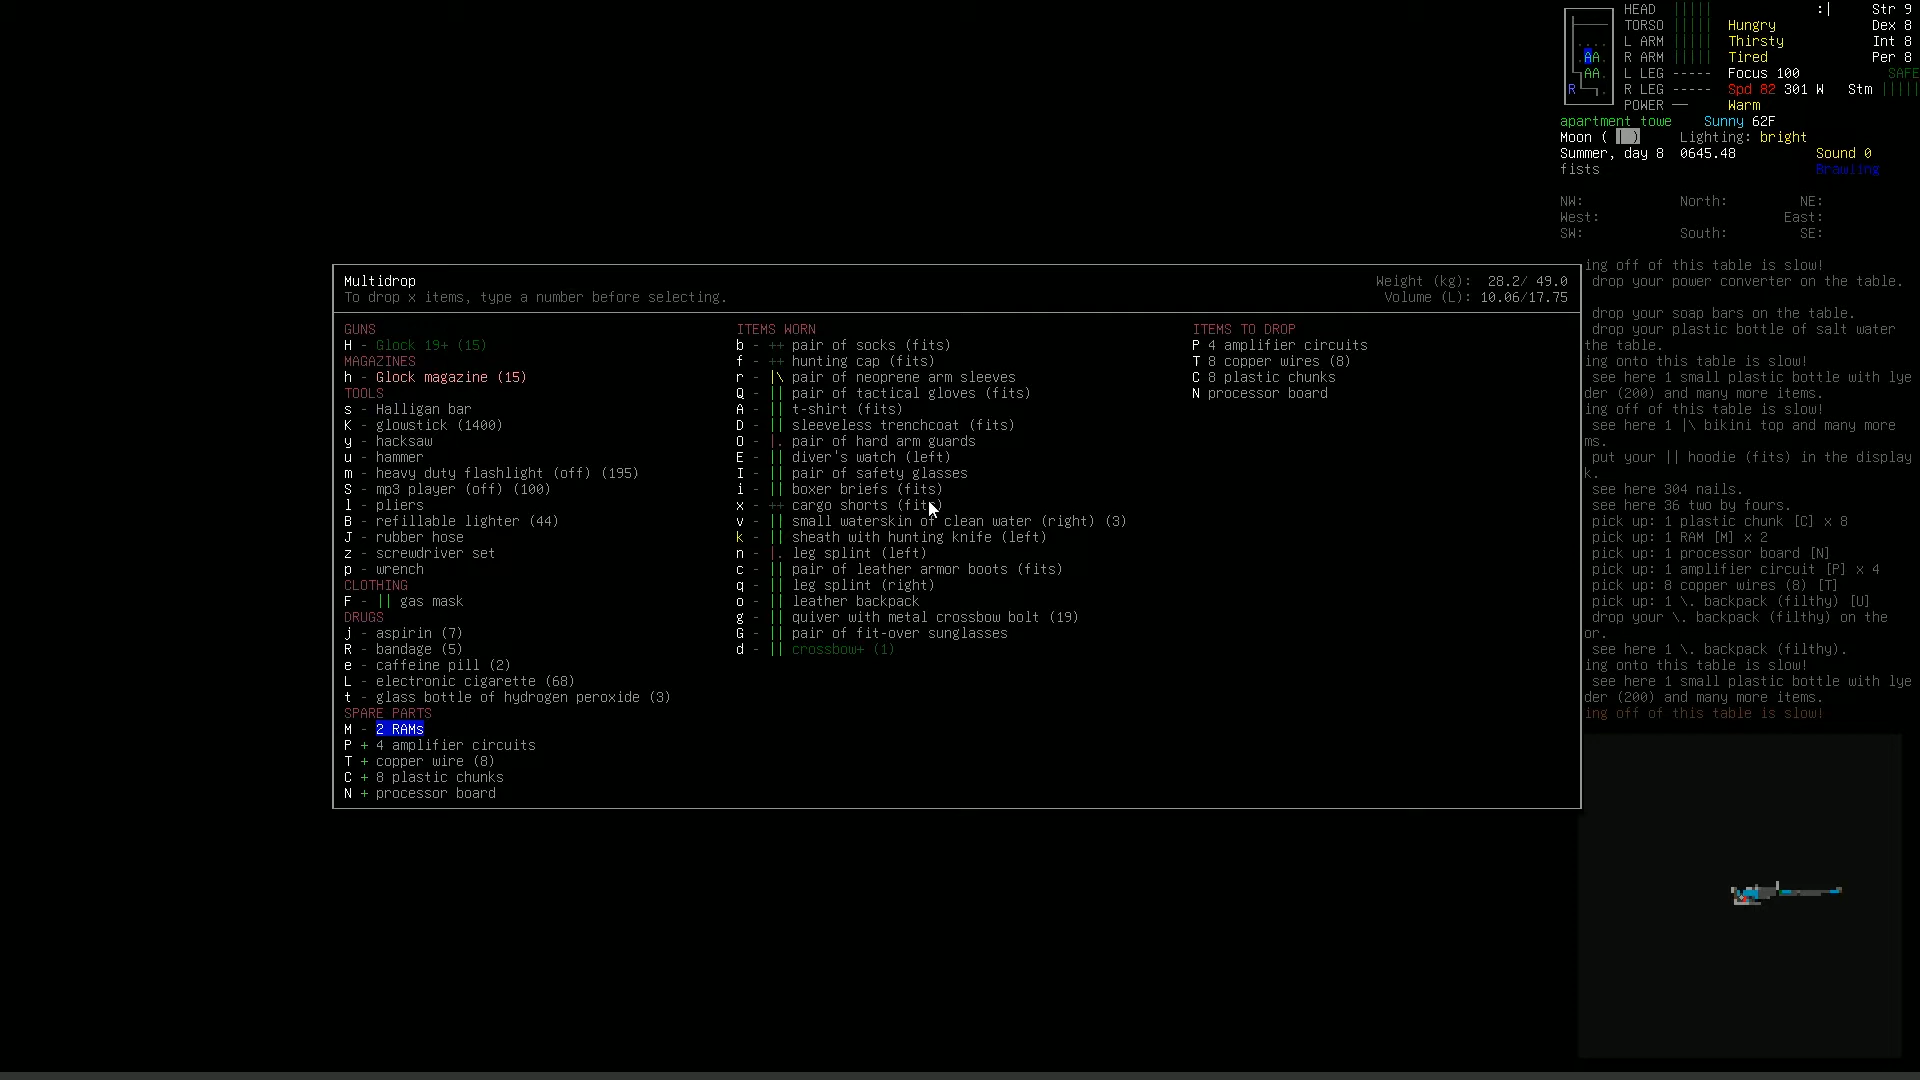 Multidrop
To drop x items, type a number before selecting.
Weight (kg): 28.2/ 49.0
Volume (L): 10.06/17.75
GUNS
H - Glock 19+ (15)
MAGAZINES
h - Glock magazine (15)
TOOLS
s - Halligan bar
K - glowstick (1400)
y - hacksaw
u - hammer
m - heavy duty flashlight (off) (195)
S - mp3 player (off) (100)
l - pliers
B - refillable lighter (44)
J - rubber hose
z - screwdriver set
p - wrench
CLOTHING
F - || gas mask
DRUGS
j - aspirin (7)
R - bandage (5)
e - caffeine pill (2)
L - electronic cigarette (68)
t - glass bottle of hydrogen peroxide (3)
SPARE PARTS
M - 2 RAMs
P + 4 amplifier circuits
T + copper wire (8)
C + 8 plastic chunks
N + processor board
ITEMS WORN
b - ++ pair of socks (fits)
f - ++ hunting cap (fits)
r - |\ pair of neoprene arm sleeves
Q - || pair of tactical gloves (fits)
A - || t-shirt (fits)
D - || sleeveless trenchcoat (fits)
O - |. pair of hard arm guards
E - || diver's watch (left)
I - || pair of safety glasses
i - || boxer briefs (fits)
x - ++ cargo shorts (fits)
v - || small waterskin of clean water (right) (3)
k - || sheath with hunting knife (left)
n - |. leg splint (left)
c - || pair of leather armor boots (fits)
q - || leg splint (right)
o - || leather backpack
g - || quiver with metal crossbow bolt (19)
G - || pair of fit-over sunglasses
d - || crossbow+ (1)
ITEMS TO DROP
P 4 amplifier circuits
T 8 copper wires (8)
C 8 plastic chunks
N processor board
HEAD ||||| :| Str 9
TORSO ||||| Hungry Dex 8
L ARM ||||| Thirsty Int 8
R ARM ||||| Tired Per 8
L LEG ----- Focus 100 SAFE
R LEG ----- Spd 82 301 W Stm |||||
POWER -- Warm
AA
AA
R
apartment towe Sunny 62F
Moon ( | ) Lighting: bright
Summer, day 8 0645.48 Sound 0
fists Brawling
NW: North: NE:
West: East:
SW: South: SE:
ing off of this table is slow!
drop your power converter on the table.
drop your soap bars on the table.
drop your plastic bottle of salt water
the table.
ing onto this table is slow!
see here 1 small plastic bottle with lye
der (200) and many more items.
ing off of this table is slow!
see here 1 |\ bikini top and many more
ms.
put your || hoodie (fits) in the display
k.
see here 304 nails.
see here 36 two by fours.
pick up: 1 plastic chunk [C] x 8
pick up: 1 RAM [M] x 2
pick up: 1 processor board [N]
pick up: 1 amplifier circuit [P] x 4
pick up: 8 copper wires (8) [T]
pick up: 1 \. backpack (filthy) [U]
drop your \. backpack (filthy) on the
or.
see here 1 \. backpack (filthy).
ing onto this table is slow!
see here 1 small plastic bottle with lye
der (200) and many more items.
ing off of this table is slow!